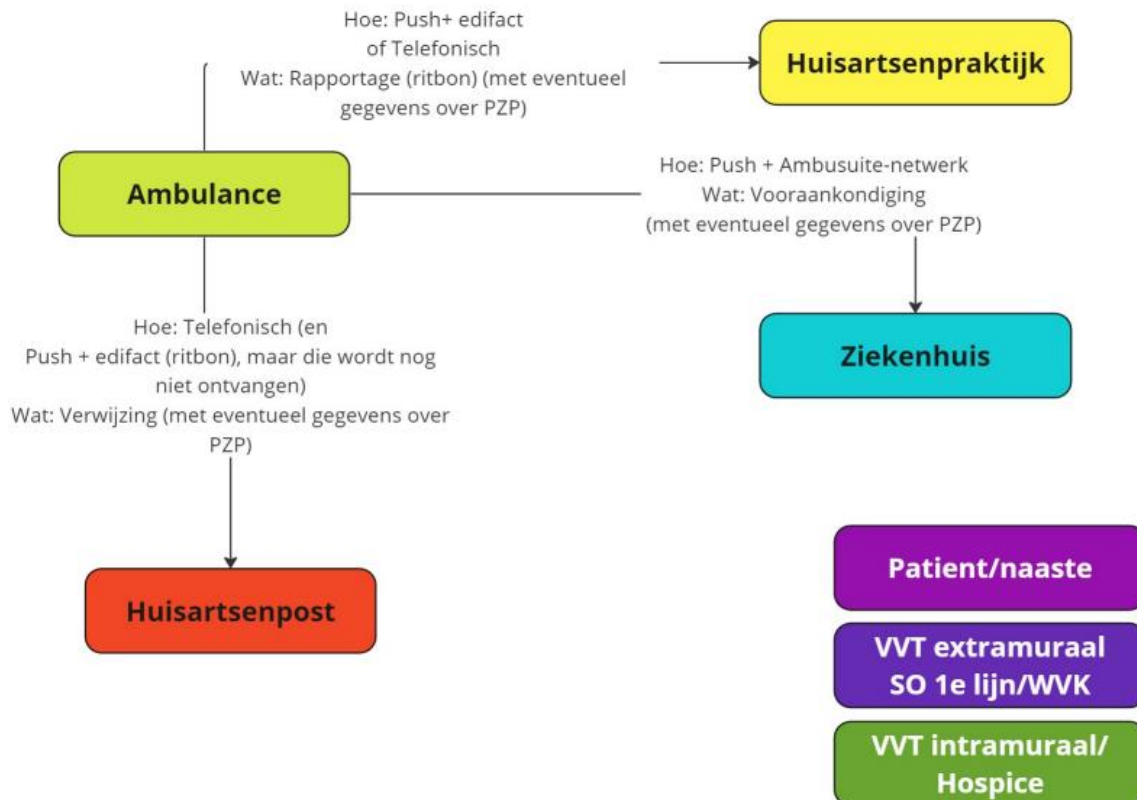 Hoe: Push+ edifact
of Telefonisch
Wat: Rapportage (ritbon) (met eventueel
gegevens over PZP)
Huisartsenpraktijk
Ambulance
Hoe: Push + Ambusuite-netwerk
Wat: Vooraankondiging
(met eventueel gegevens over PZP)
Ziekenhuis
Hoe: Telefonisch (en
Push + edifact (ritbon), maar die wordt nog
niet ontvangen)
Wat: Verwijzing (met eventueel gegevens over
PZP)
Huisartsenpost
Patient/naaste
VVT extramuraal
SO 1e lijn/WVK
VVT intramuraal/
Hospice